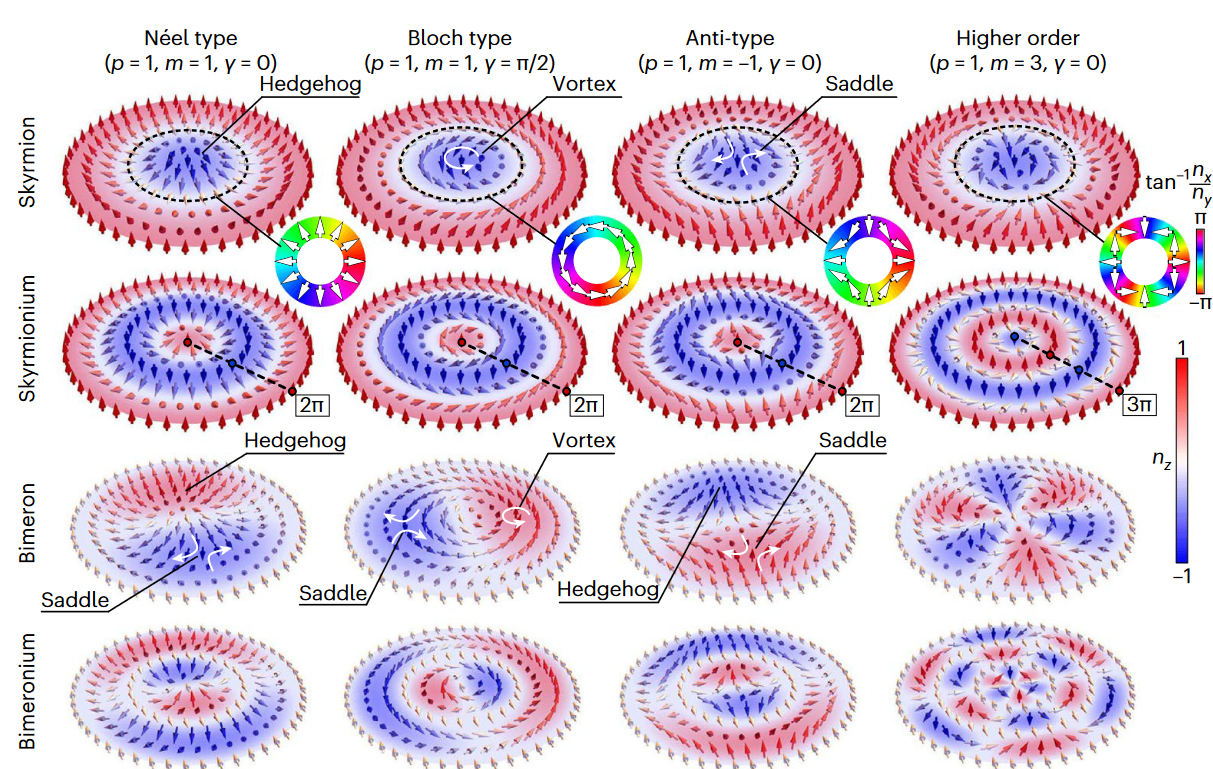 Néel type
(p = 1, m = 1, γ = 0)
Bloch type
(p = 1, m = 1, γ = π/2)
Anti-type
(p = 1, m = –1, γ = 0)
Higher order
(p = 1, m = 3, γ = 0)
Skyrmion
Hedgehog
Vortex
Saddle
tan⁻¹ nₓ/n_y
π
–π
Skyrmionium
2π
2π
2π
3π
1
n_z
–1
Bimeron
Hedgehog
Saddle
Vortex
Saddle
Saddle
Hedgehog
Bimeronium